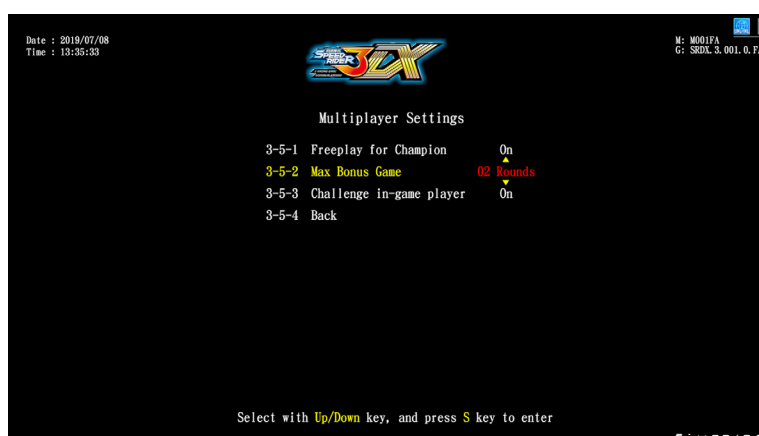 Date : 2019/07/08
Time : 13:35:33
M: M001FA
G: SRDX.3.001.0.F
SUPER
SPEED
RIDER
3DX
Multiplayer Settings
3-5-1 Freeplay for Champion On
3-5-2 Max Bonus Game 02 Rounds
3-5-3 Challenge in-game player On
3-5-4 Back
Select with Up/Down key, and press S key to enter